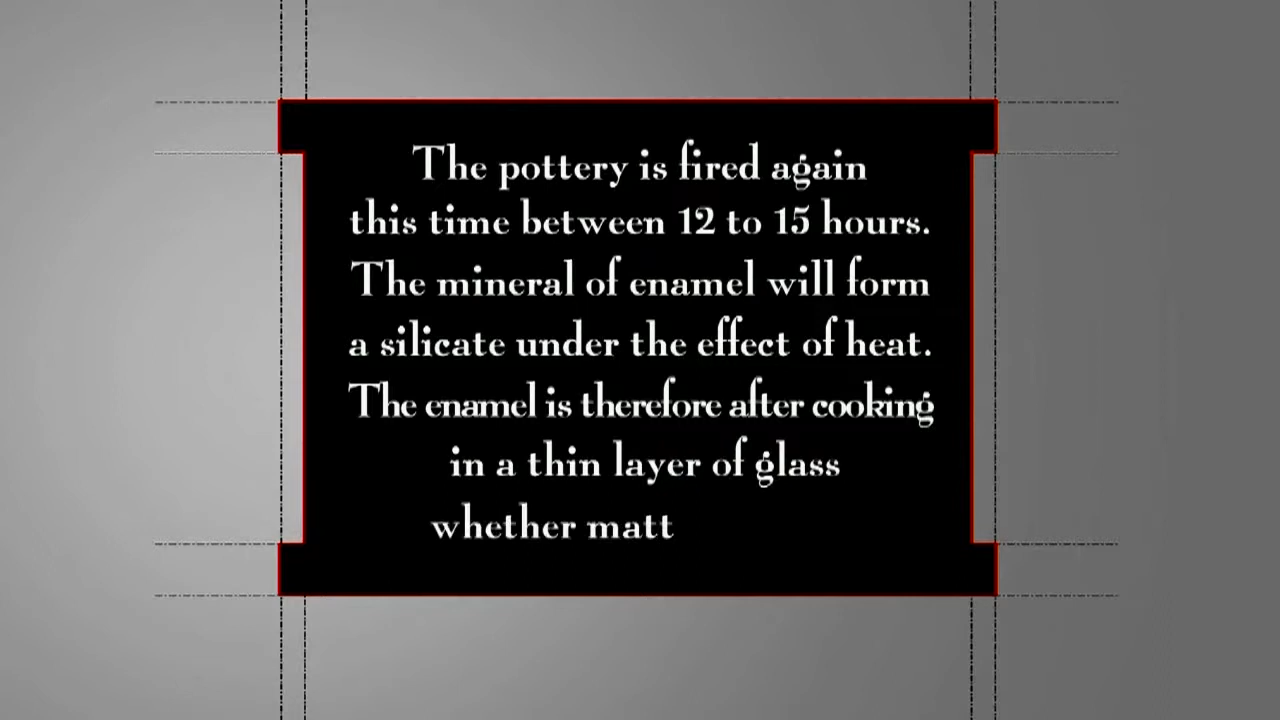 The pottery is fired again
this time between 12 to 15 hours.
The mineral of enamel will form
a silicate under the effect of heat.
The enamel is therefore after cooking
in a thin layer of glass
whether matt